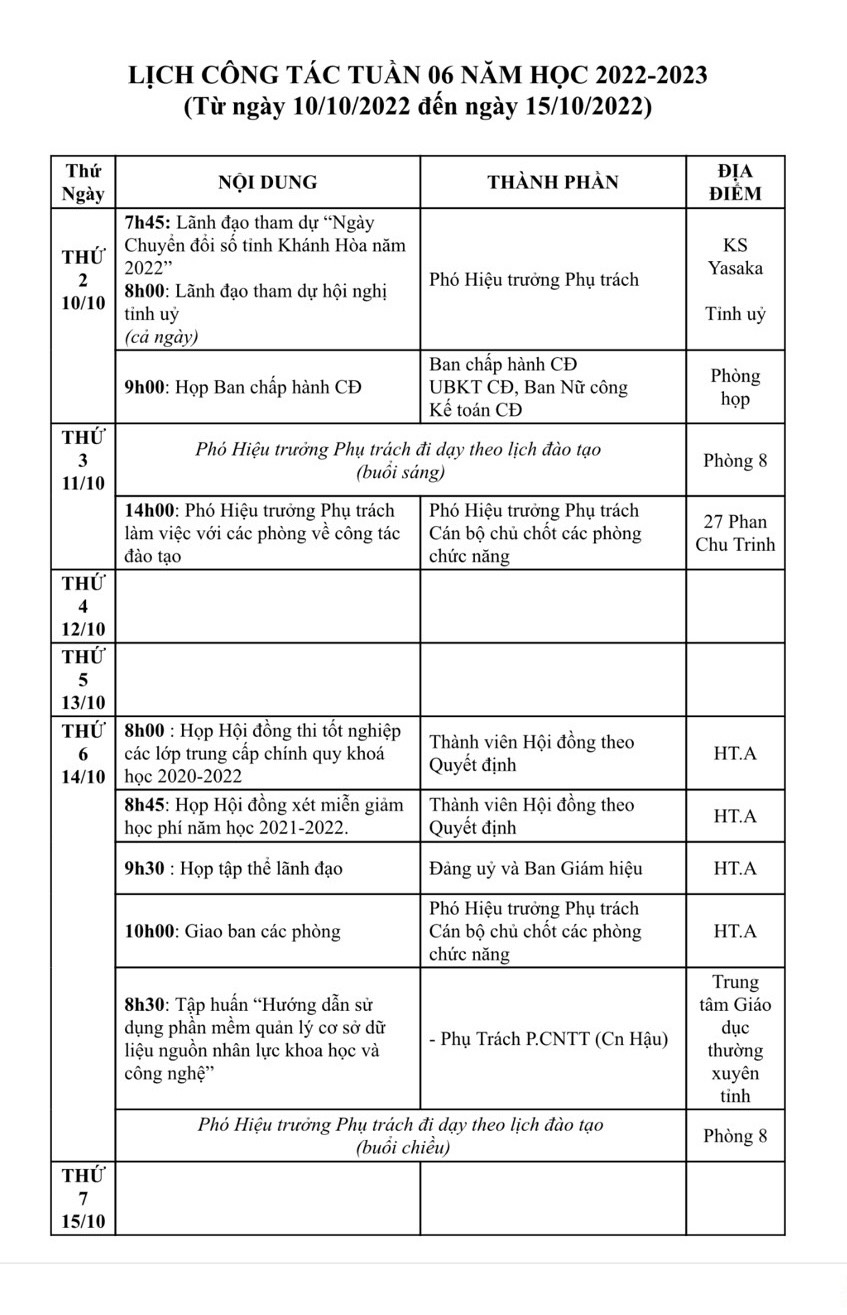 LỊCH CÔNG TÁC TUẦN 06 NĂM HỌC 2022-2023
(Từ ngày 10/10/2022 đến ngày 15/10/2022)
Thứ
Ngày
NỘI DUNG
THÀNH PHẦN
ĐỊA
ĐIỂM
THỨ
2
10/10
7h45: Lãnh đạo tham dự “Ngày
Chuyển đổi số tỉnh Khánh Hòa năm
2022”
8h00: Lãnh đạo tham dự hội nghị
tỉnh uỷ
(cả ngày)
Phó Hiệu trưởng Phụ trách
KS
Yasaka
Tỉnh uỷ
9h00: Họp Ban chấp hành CĐ
Ban chấp hành CĐ
UBKT CĐ, Ban Nữ công
Kế toán CĐ
Phòng
họp
THỨ
3
11/10
Phó Hiệu trưởng Phụ trách đi dạy theo lịch đào tạo
(buổi sáng)
Phòng 8
14h00: Phó Hiệu trưởng Phụ trách
làm việc với các phòng về công tác
đào tạo
Phó Hiệu trưởng Phụ trách
Cán bộ chủ chốt các phòng
chức năng
27 Phan
Chu Trinh
THỨ
4
12/10
THỨ
5
13/10
THỨ
6
14/10
8h00 : Họp Hội đồng thi tốt nghiệp
các lớp trung cấp chính quy khoá
học 2020-2022
Thành viên Hội đồng theo
Quyết định
HT.A
8h45: Họp Hội đồng xét miễn giảm
học phí năm học 2021-2022.
Thành viên Hội đồng theo
Quyết định
HT.A
9h30 : Họp tập thể lãnh đạo
Đảng uỷ và Ban Giám hiệu
HT.A
10h00: Giao ban các phòng
Phó Hiệu trưởng Phụ trách
Cán bộ chủ chốt các phòng
chức năng
HT.A
8h30: Tập huấn “Hướng dẫn sử
dụng phần mềm quản lý cơ sở dữ
liệu nguồn nhân lực khoa học và
công nghệ”
- Phụ Trách P.CNTT (Cn Hậu)
Trung
tâm Giáo
dục
thường
xuyên
tỉnh
Phó Hiệu trưởng Phụ trách đi dạy theo lịch đào tạo
(buổi chiều)
Phòng 8
THỨ
7
15/10